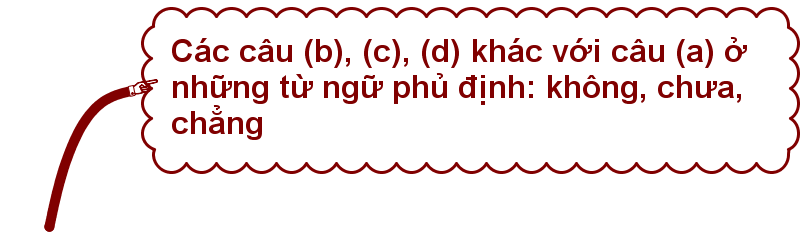 Các câu (b), (c), (d) khác với câu (a) ở
những từ ngữ phủ định: không, chưa,
chẳng